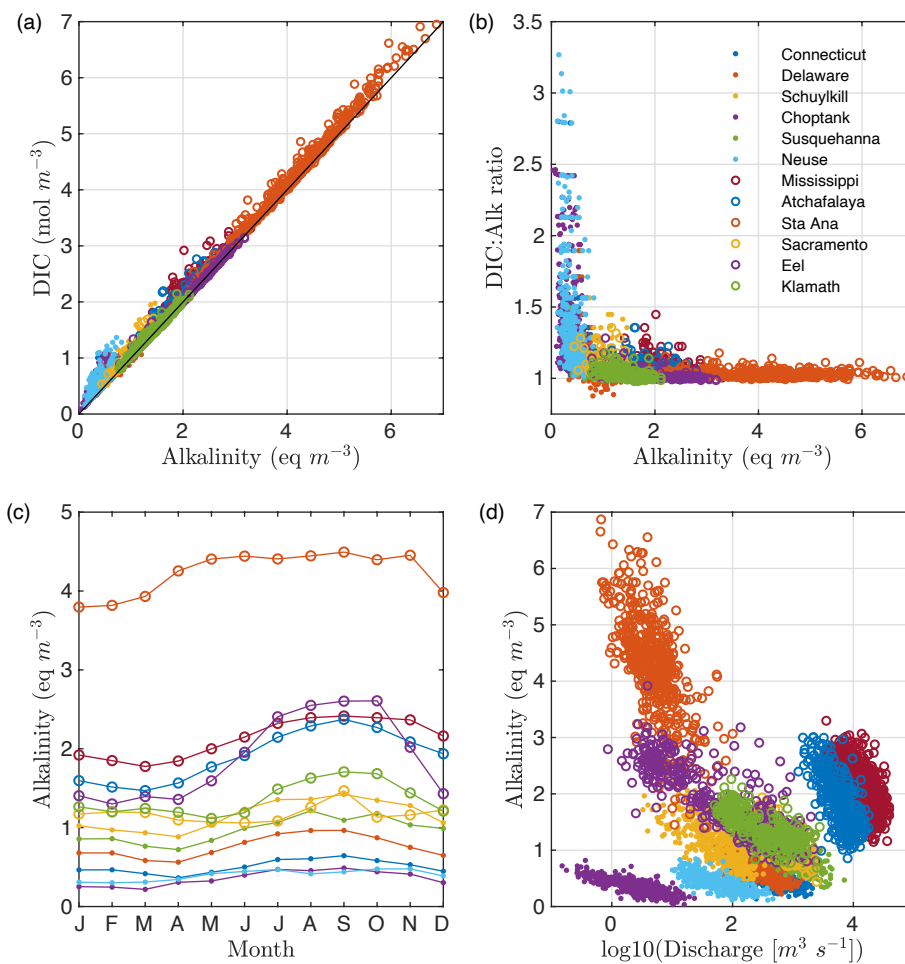 (a)
7
6
5
4
3
2
1
0
0 2 4 6
DIC (mol m⁻³)
Alkalinity (eq m⁻³)
(b)
3.5
3
2.5
2
1.5
1
0 2 4 6
DIC:Alk ratio
Alkalinity (eq m⁻³)
Connecticut
Delaware
Schuylkill
Choptank
Susquehanna
Neuse
Mississippi
Atchafalaya
Sta Ana
Sacramento
Eel
Klamath
(c)
5
4
3
2
1
0
J F M A M J J A S O N D
Alkalinity (eq m⁻³)
Month
(d)
7
6
5
4
3
2
1
0
0 2 4
Alkalinity (eq m⁻³)
log10(Discharge [m³ s⁻¹])